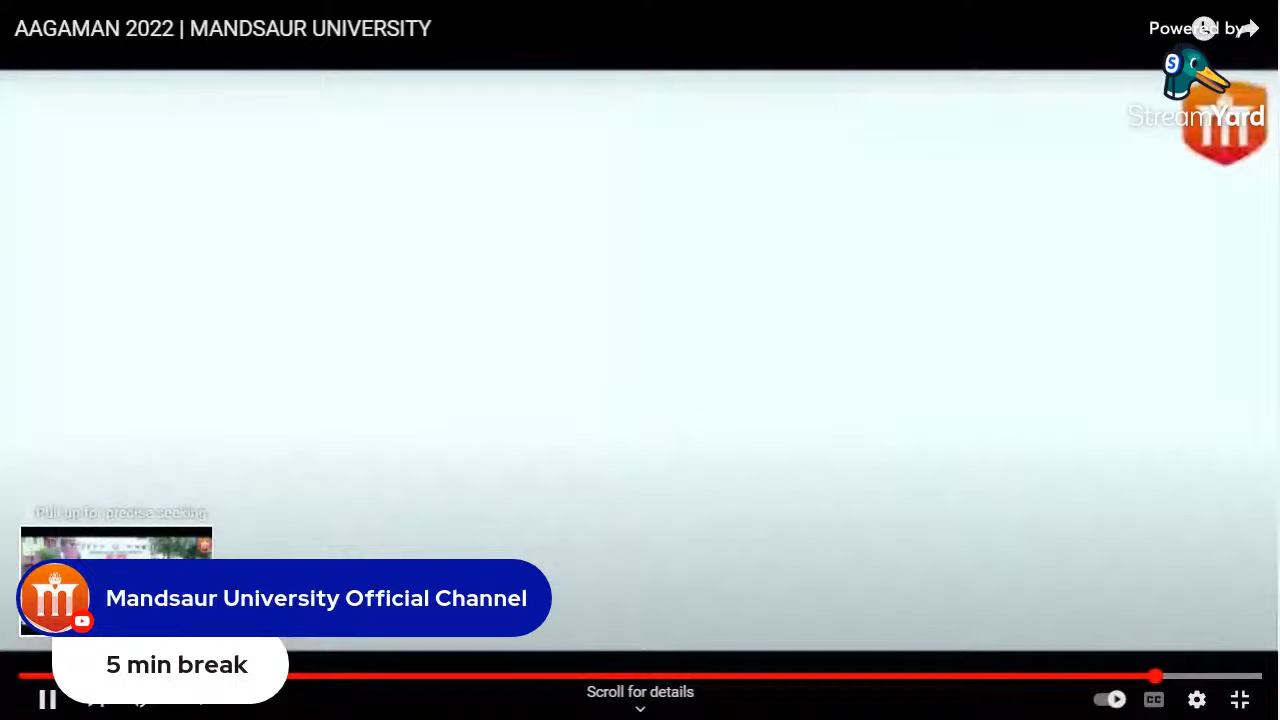 AAGAMAN 2022 | MANDSAUR UNIVERSITY
Powered by
StreamYard
Pull up for precise seeking
Mandsaur University Official Channel
5 min break
Scroll for details
CC